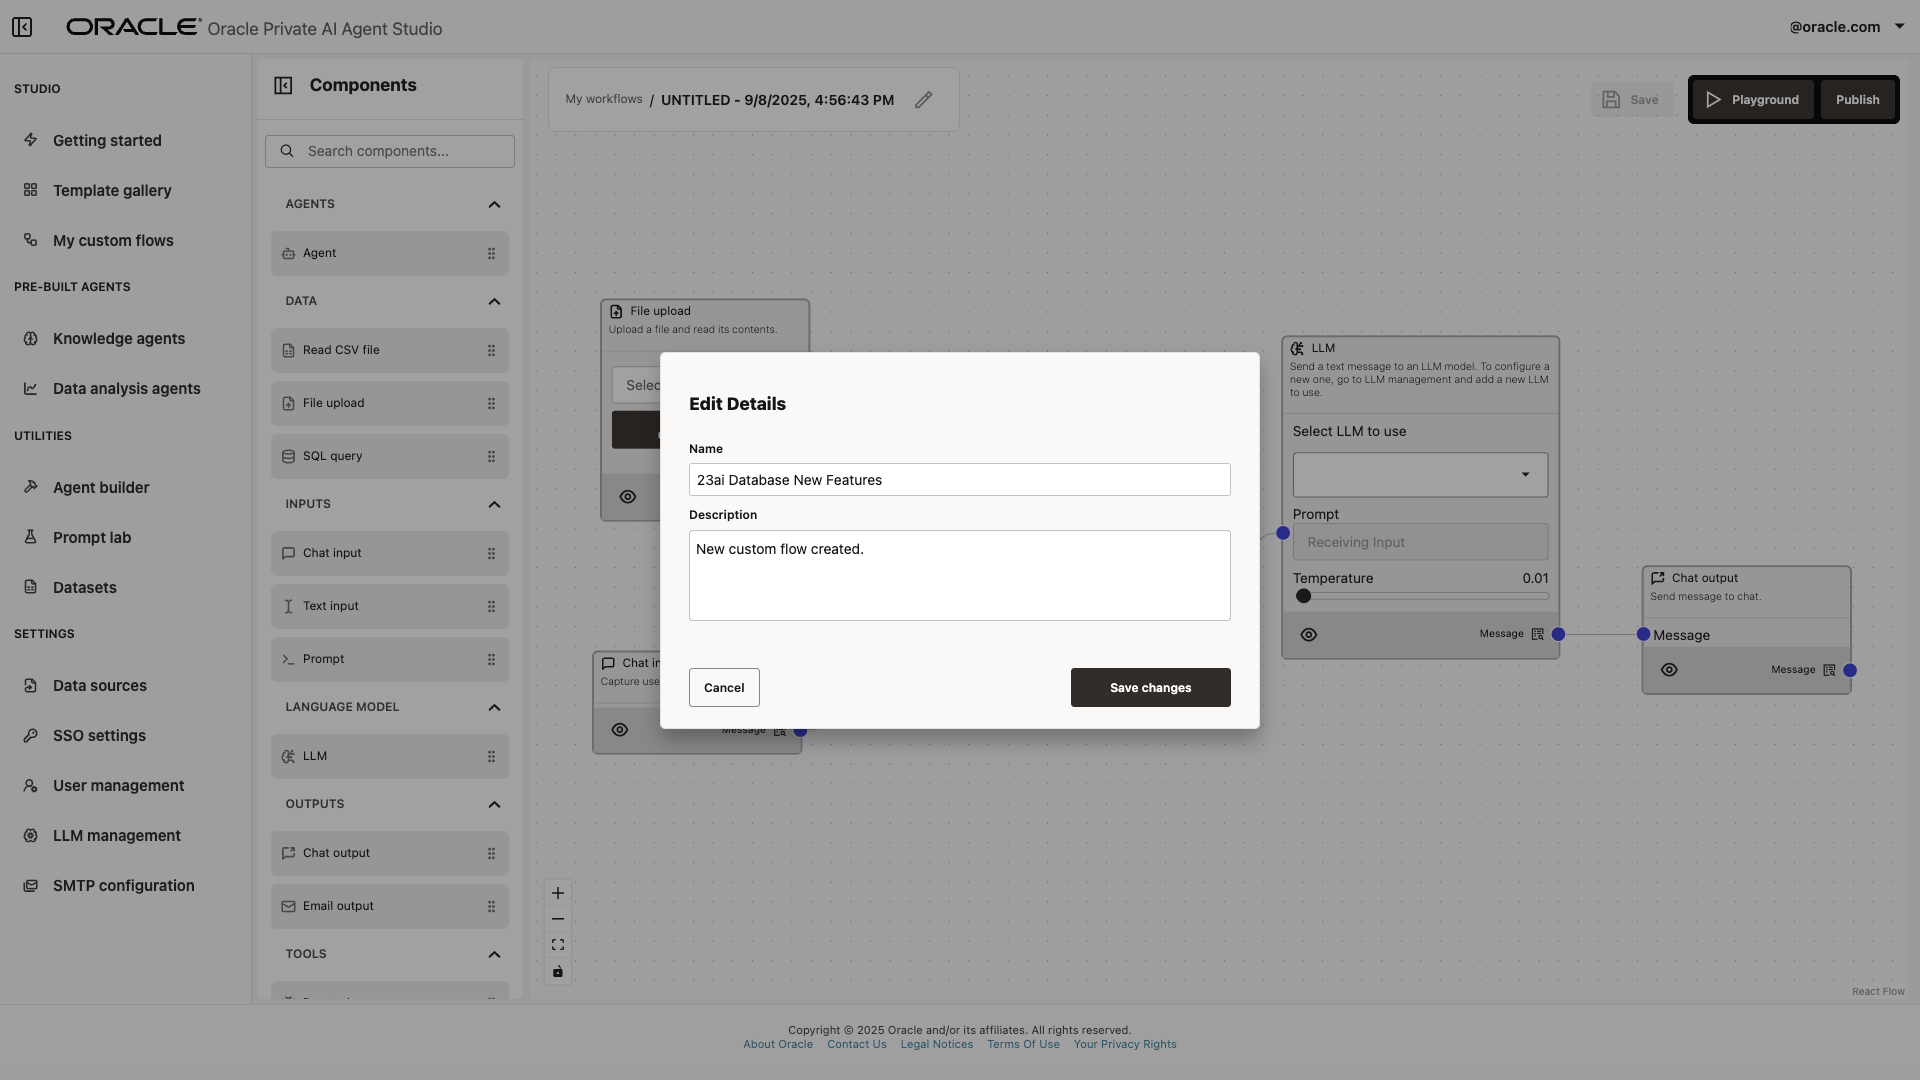 ORACLE Oracle Private AI Agent Studio
@oracle.com
STUDIO
Getting started
Template gallery
My custom flows
PRE-BUILT AGENTS
Knowledge agents
Data analysis agents
UTILITIES
Agent builder
Prompt lab
Datasets
SETTINGS
Data sources
SSO settings
User management
LLM management
SMTP configuration
Components
Search components...
AGENTS
Agent
DATA
Read CSV file
File upload
SQL query
INPUTS
Chat input
Text input
Prompt
LANGUAGE MODEL
LLM
OUTPUTS
Chat output
Email output
TOOLS
My workflows / UNTITLED - 9/8/2025, 4:56:43 PM
Save
Playground
Publish
File upload
Upload a file and read its contents.
Selec
Chat in
Capture use
Message
Edit Details
Name
23ai Database New Features
Description
New custom flow created.
Cancel
Save changes
LLM
Send a text message to an LLM model. To configure a
new one, go to LLM management and add a new LLM
to use.
Select LLM to use
Prompt
Receiving Input
Temperature 0.01
Message
Chat output
Send message to chat.
Message
Message
React Flow
Copyright © 2025 Oracle and/or its affiliates. All rights reserved.
About Oracle Contact Us Legal Notices Terms Of Use Your Privacy Rights